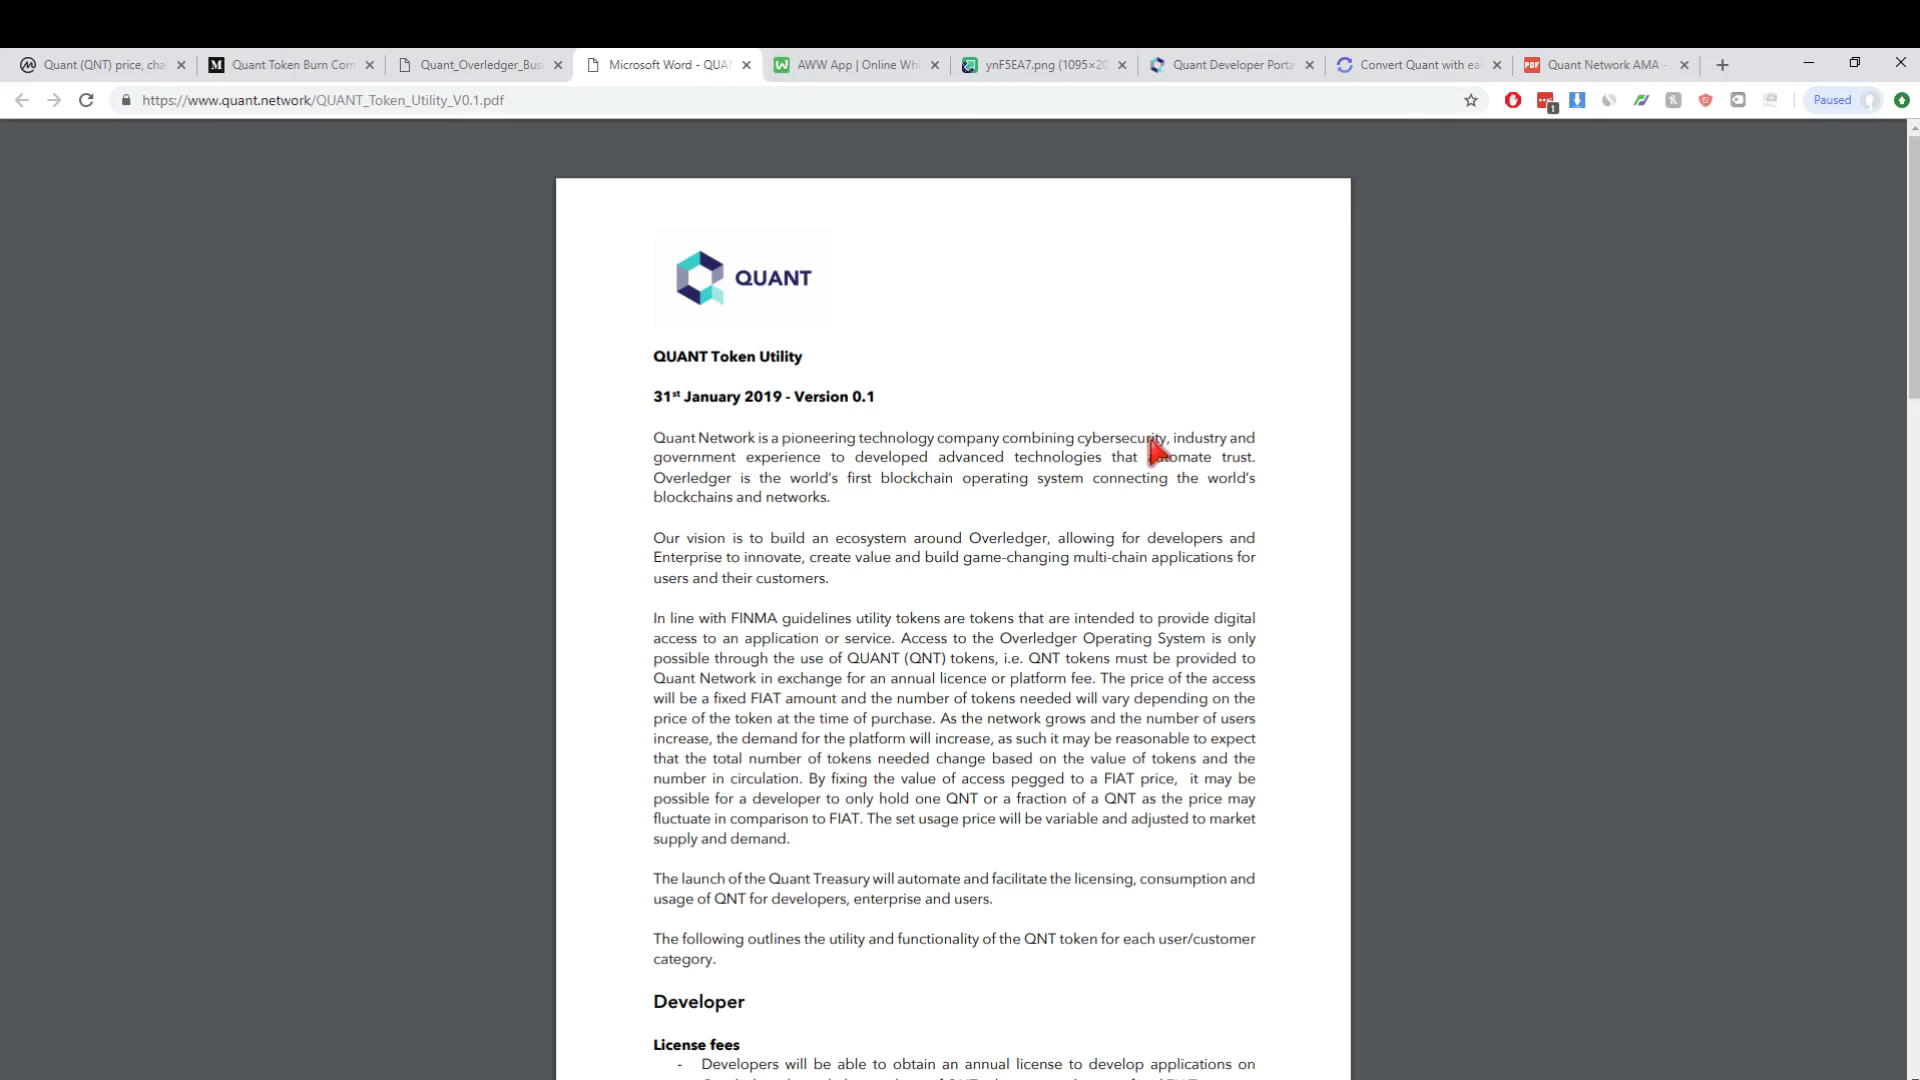 Quant (QNT) price, cha
Quant Token Burn Com
Quant_Overledger_Busi
Microsoft Word - QUAN
AWW App | Online Whi
ynF5EA7.png (1095×20
Quant Developer Porta
Convert Quant with ea
Quant Network AMA -
https://www.quant.network/QUANT_Token_Utility_V0.1.pdf
1
Paused
QUANT
QUANT Token Utility
31st January 2019 - Version 0.1
Quant Network is a pioneering technology company combining cybersecurity, industry and
government experience to developed advanced technologies that automate trust.
Overledger is the world's first blockchain operating system connecting the world's
blockchains and networks.
Our vision is to build an ecosystem around Overledger, allowing for developers and
Enterprise to innovate, create value and build game-changing multi-chain applications for
users and their customers.
In line with FINMA guidelines utility tokens are tokens that are intended to provide digital
access to an application or service. Access to the Overledger Operating System is only
possible through the use of QUANT (QNT) tokens, i.e. QNT tokens must be provided to
Quant Network in exchange for an annual licence or platform fee. The price of the access
will be a fixed FIAT amount and the number of tokens needed will vary depending on the
price of the token at the time of purchase. As the network grows and the number of users
increase, the demand for the platform will increase, as such it may be reasonable to expect
that the total number of tokens needed change based on the value of tokens and the
number in circulation. By fixing the value of access pegged to a FIAT price, it may be
possible for a developer to only hold one QNT or a fraction of a QNT as the price may
fluctuate in comparison to FIAT. The set usage price will be variable and adjusted to market
supply and demand.
The launch of the Quant Treasury will automate and facilitate the licensing, consumption and
usage of QNT for developers, enterprise and users.
The following outlines the utility and functionality of the QNT token for each user/customer
category.
Developer
License fees
- Developers will be able to obtain an annual license to develop applications on